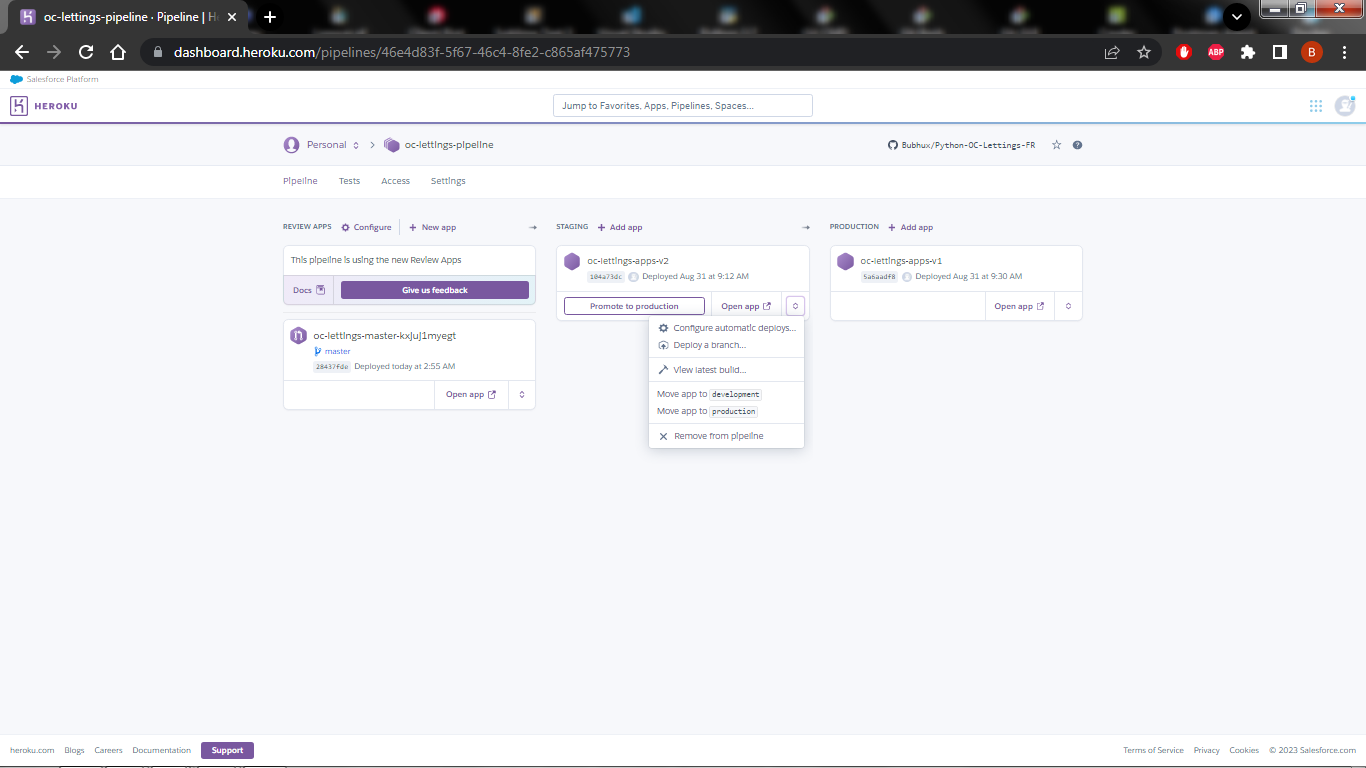 oc-lettings-pipeline · Pipeline | H
dashboard.heroku.com/pipelines/46e4d83f-5f67-46c4-8fe2-c865af475773
ABP
B
Salesforce Platform
HEROKU
Jump to Favorites, Apps, Pipelines, Spaces...
Personal
oc-lettings-pipeline
Bubhux/Python-OC-Lettings-FR
Pipeline Tests Access Settings
REVIEW APPS Configure New app
This pipeline is using the new Review Apps
Docs Give us feedback
oc-lettings-master-kxjuj1myegt
master
28437fde Deployed today at 2:55 AM
Open app
STAGING Add app
oc-lettings-apps-v2
104a73dc Deployed Aug 31 at 9:12 AM
Promote to production Open app
Configure automatic deploys...
Deploy a branch...
View latest build...
Move app to development
Move app to production
Remove from pipeline
PRODUCTION Add app
oc-lettings-apps-v1
5a6aadf8 Deployed Aug 31 at 9:30 AM
Open app
heroku.com Blogs Careers Documentation Support
Terms of Service Privacy Cookies © 2023 Salesforce.com